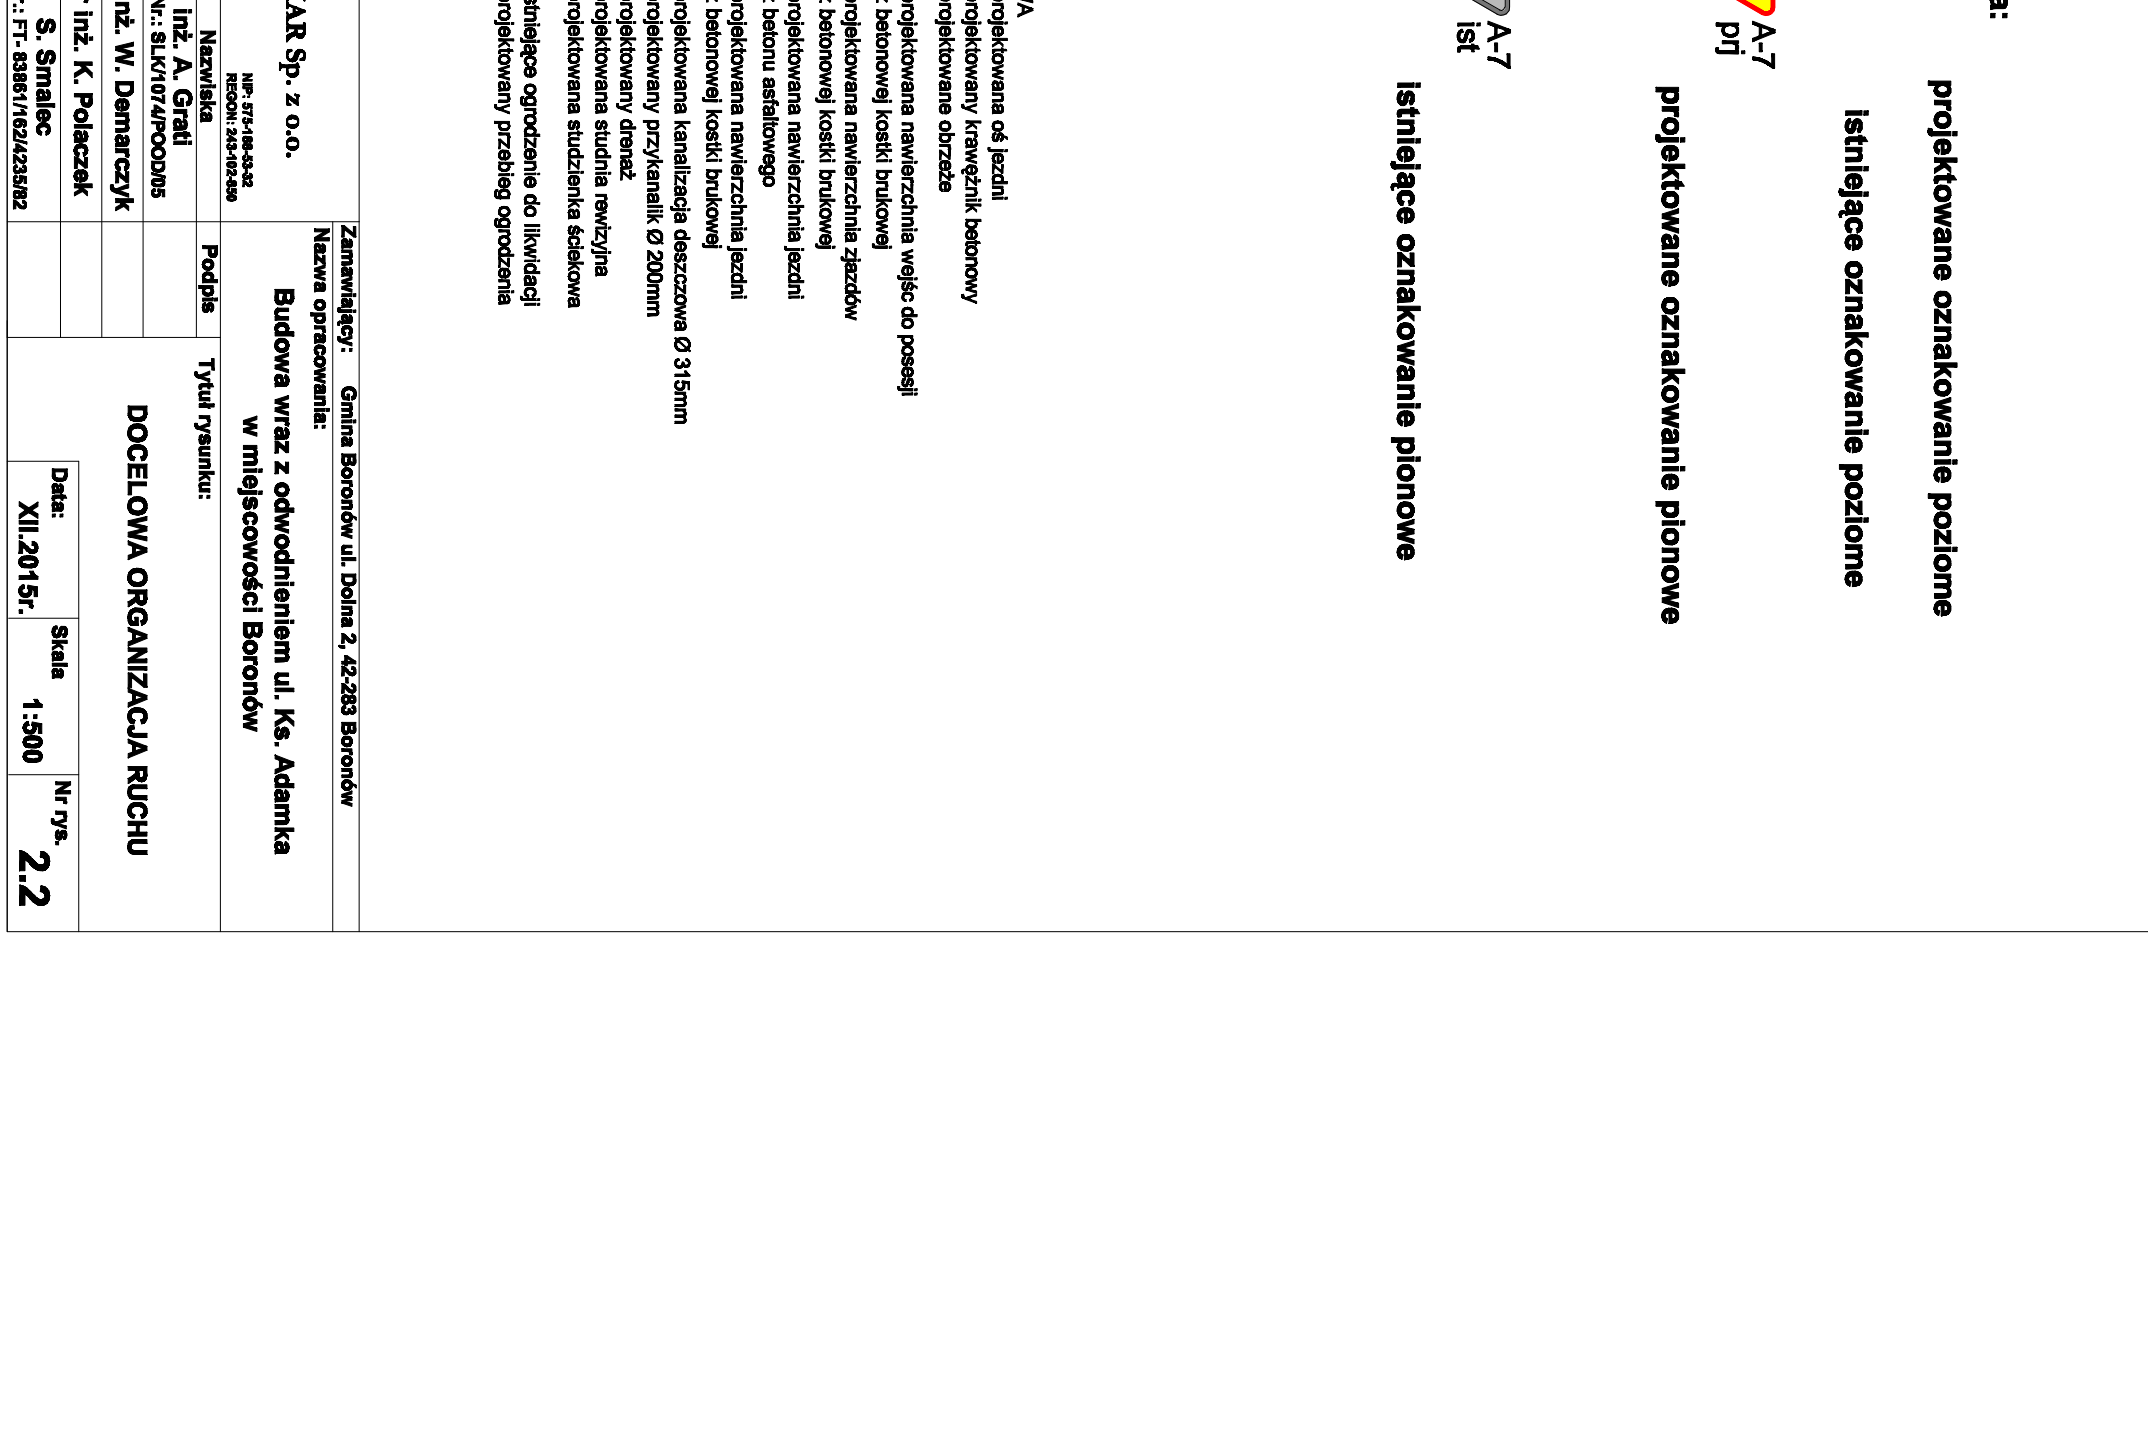 a:
projektowane oznakowanie poziome
istniejące oznakowanie poziome
A-7
prj
projektowane oznakowanie pionowe
A-7
ist
istniejące oznakowanie pionowe
WA
projektowana oś jezdni
projektowany krawężnik betonowy
projektowane obrzeże
projektowana nawierzchnia wejśc do posesji
z betonowej kostki brukowej
projektowana nawierzchnia zjazdów
z betonowej kostki brukowej
projektowana nawierzchnia jezdni
z betonu asfaltowego
projektowana nawierzchnia jezdni
z betonowej kostki brukowej
projektowana kanalizacja deszczowa Ø 315mm
projektowany przykanalik Ø 200mm
projektowany drenaż
projektowana studnia rewizyjna
projektowana studzienka ściekowa
istniejące ogrodzenie do likwidacji
projektowany przebieg ogrodzenia
Zamawiający: Gmina Boronów ul. Dolna 2, 42-283 Boronów
Nazwa opracowania:
Budowa wraz z odwodnieniem ul. Ks. Adamka
w miejscowości Boronów
AR Sp. z o.o.
NIP: 575-188-53-32
REGON: 243-102-650
Nazwiska
Podpis
Tytuł rysunku:
inż. A. Grati
Nr.: SLK/1074/POOD/05
inż. W. Demarczyk
DOCELOWA ORGANIZACJA RUCHU
r inż. K. Polaczek
S. Smalec
r.: FT- 83861/162/4235/82
Data:
XII.2015r.
Skala
1:500
Nr rys.
2.2